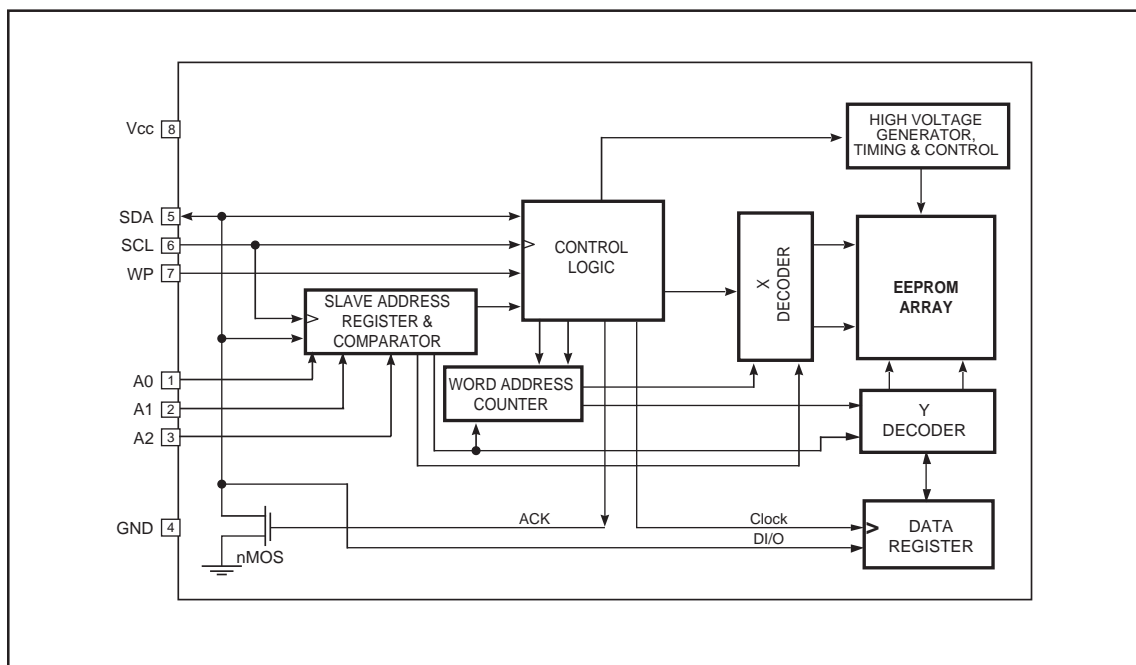 Vcc 8
HIGH VOLTAGE
GENERATOR,
TIMING & CONTROL
SDA 5
SCL 6
WP 7
CONTROL
LOGIC
X
DECODER
EEPROM
ARRAY
SLAVE ADDRESS
REGISTER &
COMPARATOR
A0 1
A1 2
A2 3
WORD ADDRESS
COUNTER
Y
DECODER
GND 4
nMOS
ACK
Clock
DI/O
DATA
REGISTER